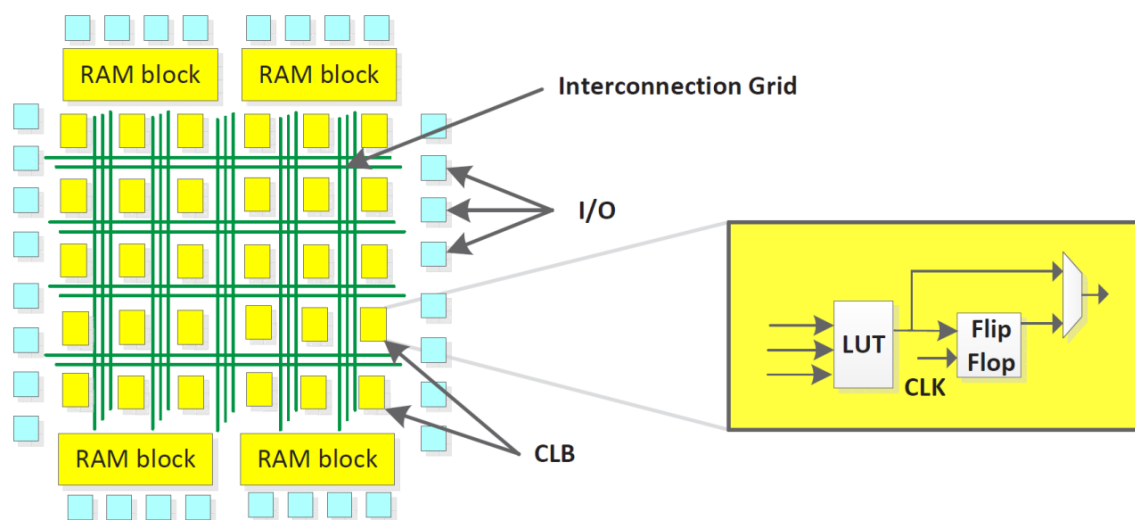 RAM block
RAM block
Interconnection Grid
I/O
LUT
Flip
Flop
CLK
CLB
RAM block
RAM block